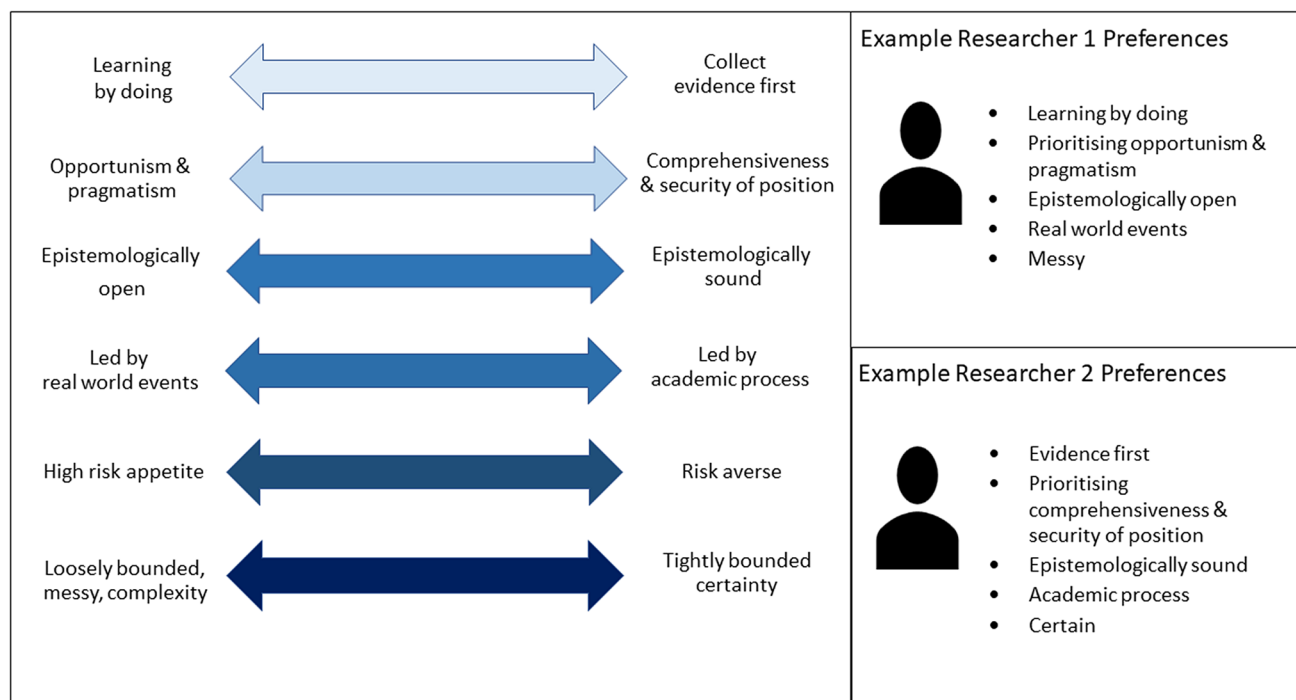 Learning
by doing
Collect
evidence first
Opportunism &
pragmatism
Comprehensiveness
& security of position
Epistemologically
open
Epistemologically
sound
Led by
real world events
Led by
academic process
High risk appetite
Risk averse
Loosely bounded,
messy, complexity
Tightly bounded
certainty
Example Researcher 1 Preferences
• Learning by doing
• Prioritising opportunism &
pragmatism
• Epistemologically open
• Real world events
• Messy
Example Researcher 2 Preferences
• Evidence first
• Prioritising
comprehensiveness &
security of position
• Epistemologically sound
• Academic process
• Certain